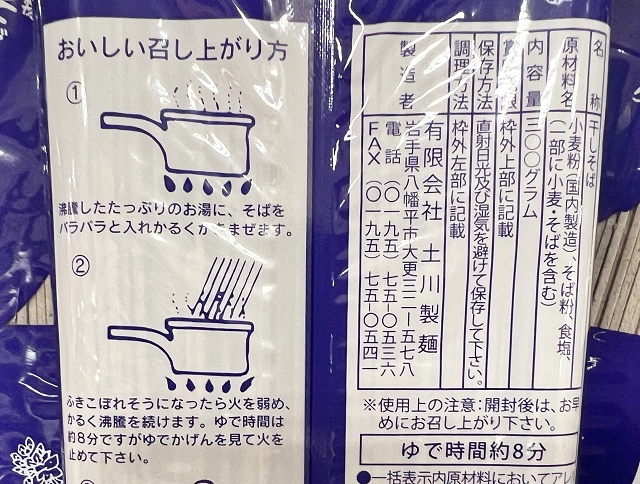 おいしい召し上がり方
①
沸騰したたっぷりのお湯に、そばを
パラパラと入れかるくかきまぜます。
②
ふきこぼれそうになったら火を弱め、
かるく沸騰を続けます。ゆで時間は
約8分ですがゆでかげんを見て火を
止めて下さい。
名称 干しそば
原材料名 小麦粉(国内製造)、そば粉、食塩、
(一部に小麦・そばを含む)
内容量 三〇〇グラム
賞味期限 枠外上部に記載
保存方法 直射日光及び湿気を避けて保存して下さい。
調理方法 枠外左部に記載
製造者 有限会社 土川製麺
岩手県八幡平市大更三二ー五七八
電話 (〇一九五)七五ー〇五三六
FAX (〇一九五)七五ー〇五四一
※使用上の注意:開封後は、お早
めにお召し上がり下さい。
ゆで時間約8分
●一括表示内原材料においてアレ